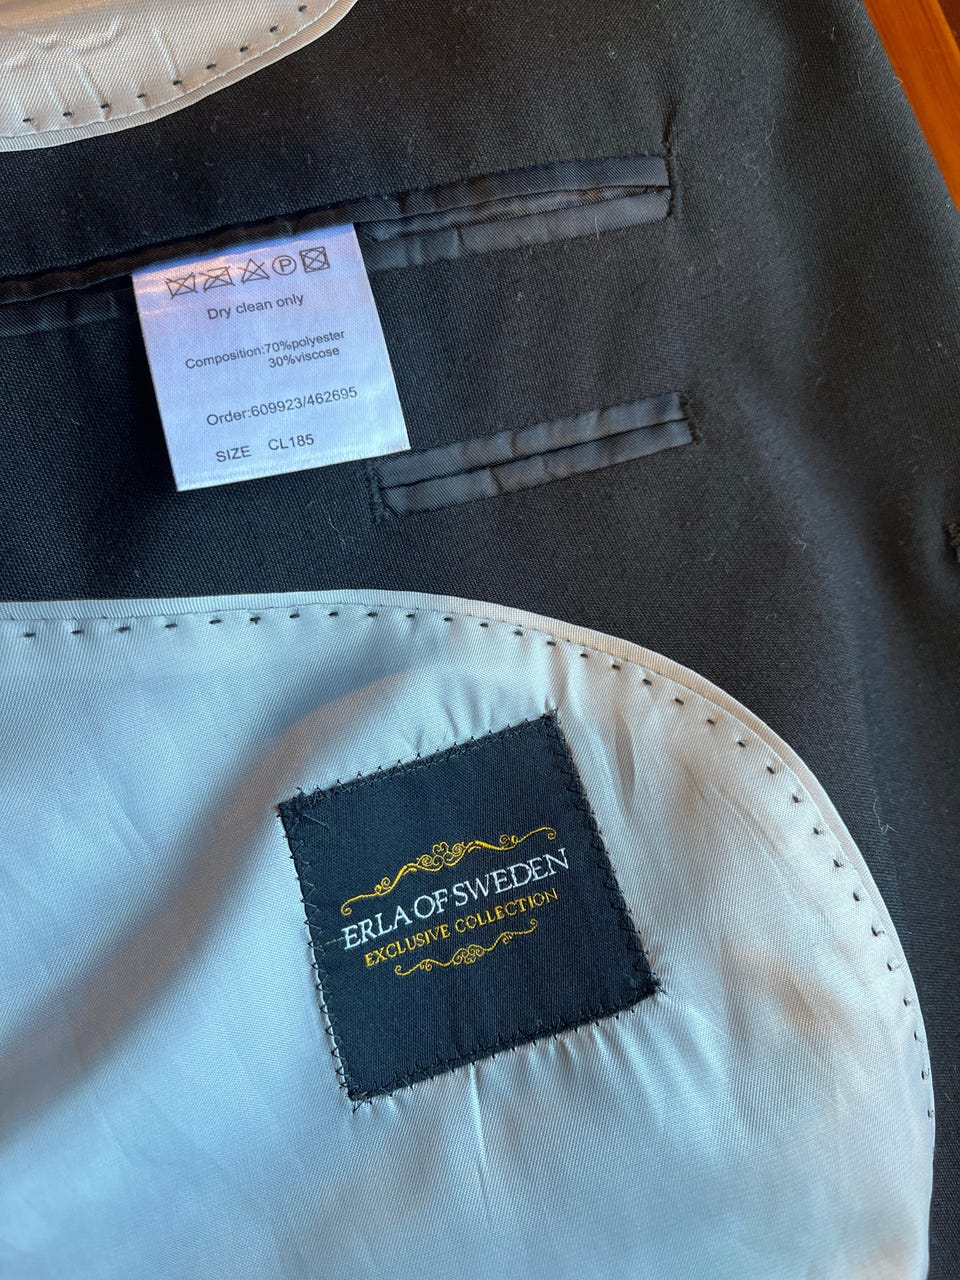 P
Dry clean only
Composition:70%polyester
30%viscose
Order:609923/462695
SIZE CL185
ERLA OF SWEDEN
EXCLUSIVE COLLECTION